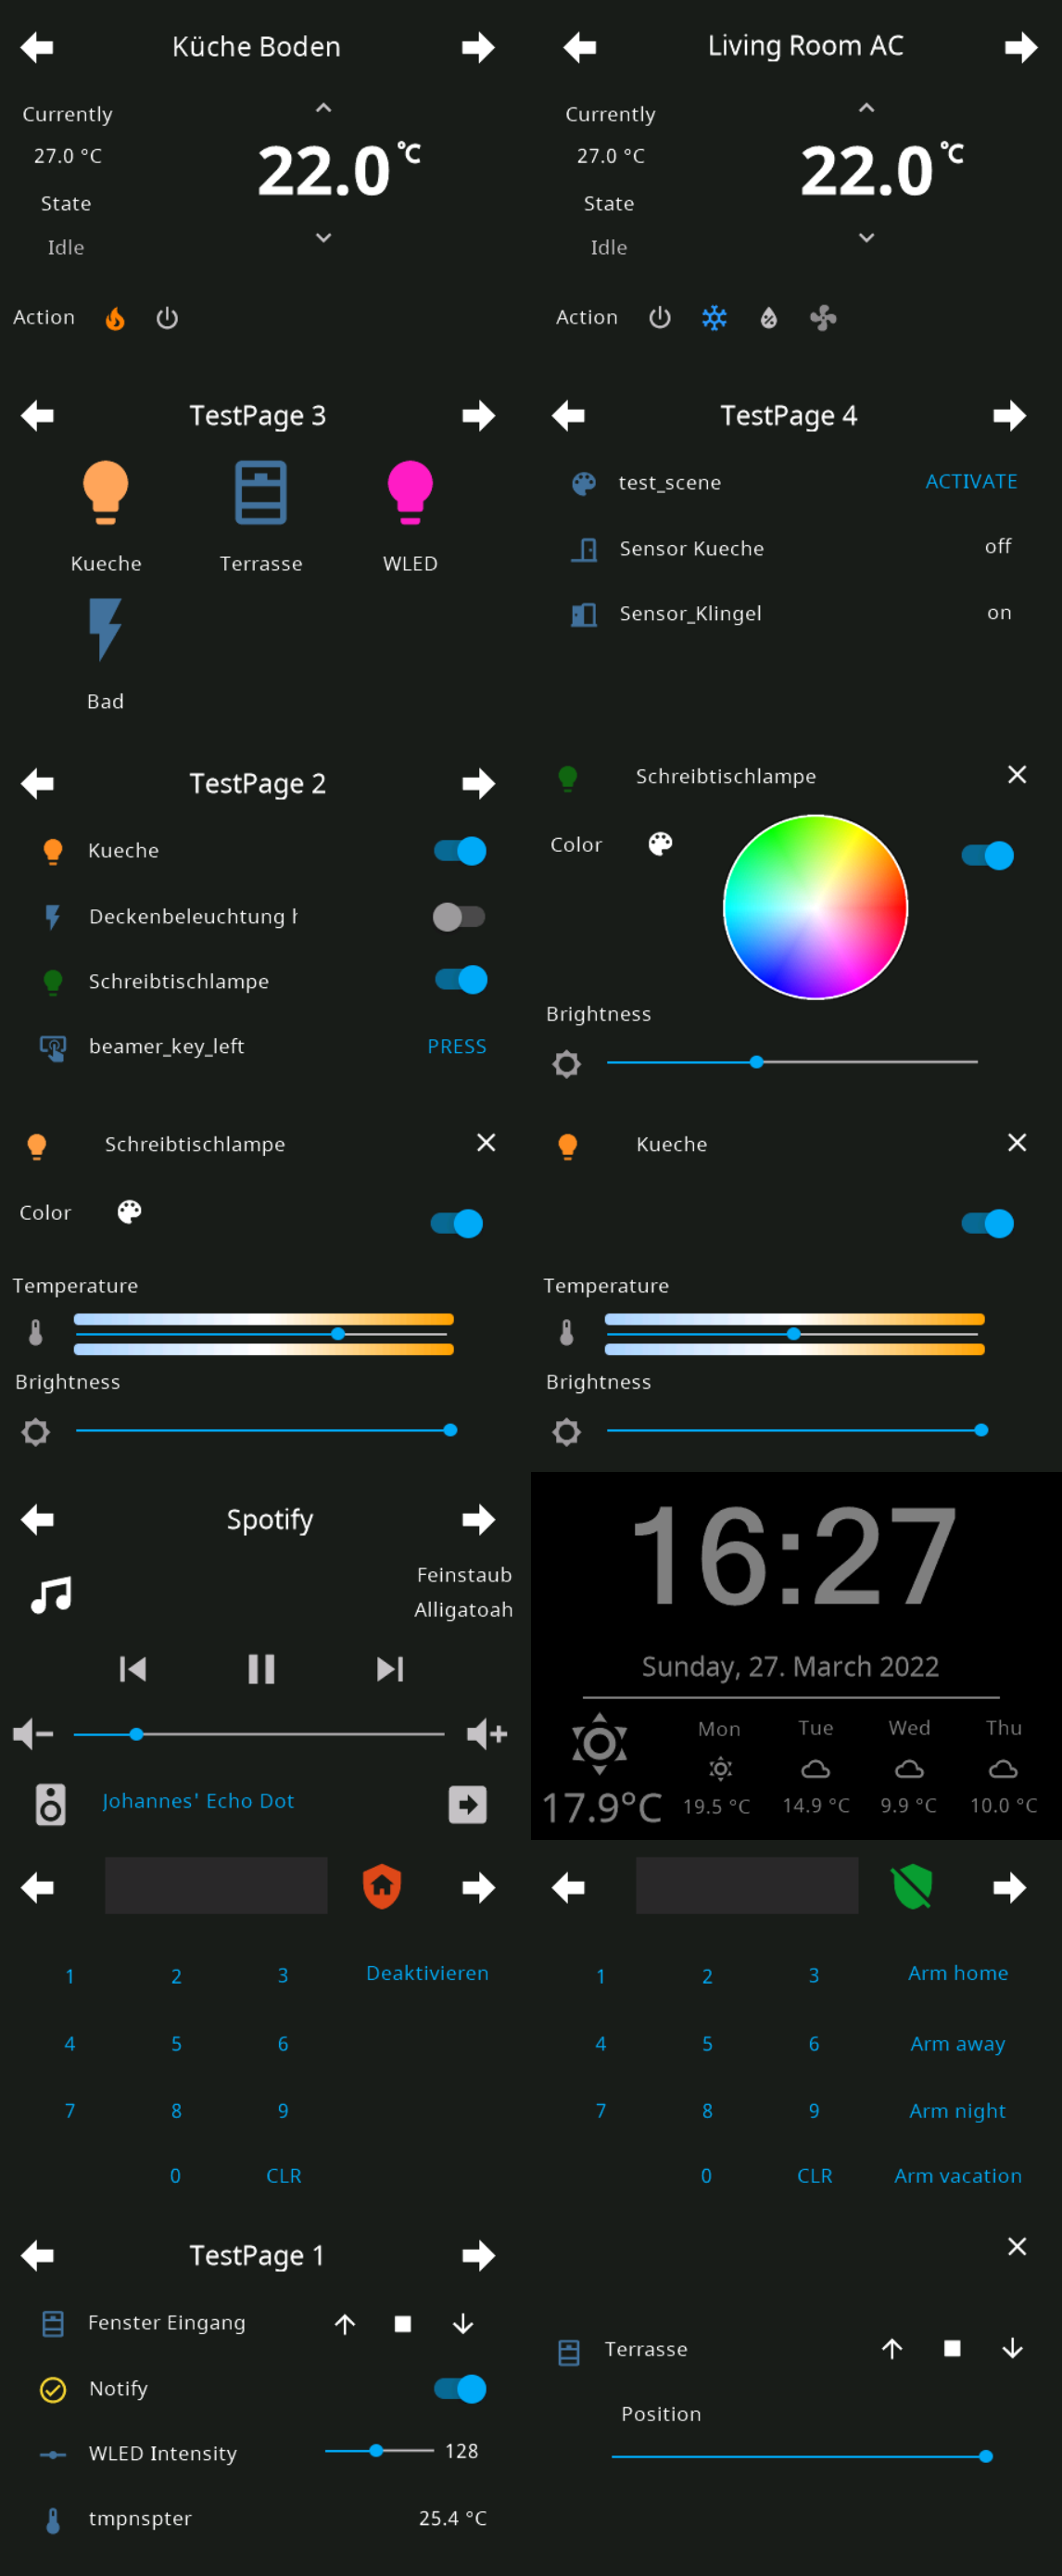 Küche Boden
Currently
27.0 °C
22.0 °C
State
Idle
Action
Living Room AC
Currently
27.0 °C
22.0 °C
State
Idle
Action
TestPage 3
Kueche
Terrasse
WLED
Bad
TestPage 4
test_scene ACTIVATE
Sensor Kueche off
Sensor_Klingel on
TestPage 2
Kueche
Deckenbeleuchtung
Schreibtischlampe
beamer_key_left PRESS
Schreibtischlampe
Color
Brightness
Schreibtischlampe
Color
Temperature
Brightness
Kueche
Temperature
Brightness
Spotify
Feinstaub
Alligatoah
Johannes' Echo Dot
16:27
Sunday, 27. March 2022
Mon Tue Wed Thu
17.9°C 19.5 °C 14.9 °C 9.9 °C 10.0 °C
1 2 3 Deaktivieren
4 5 6
7 8 9
0 CLR
1 2 3 Arm home
4 5 6 Arm away
7 8 9 Arm night
0 CLR Arm vacation
TestPage 1
Fenster Eingang
Notify
WLED Intensity 128
tmpnspter 25.4 °C
Terrasse
Position